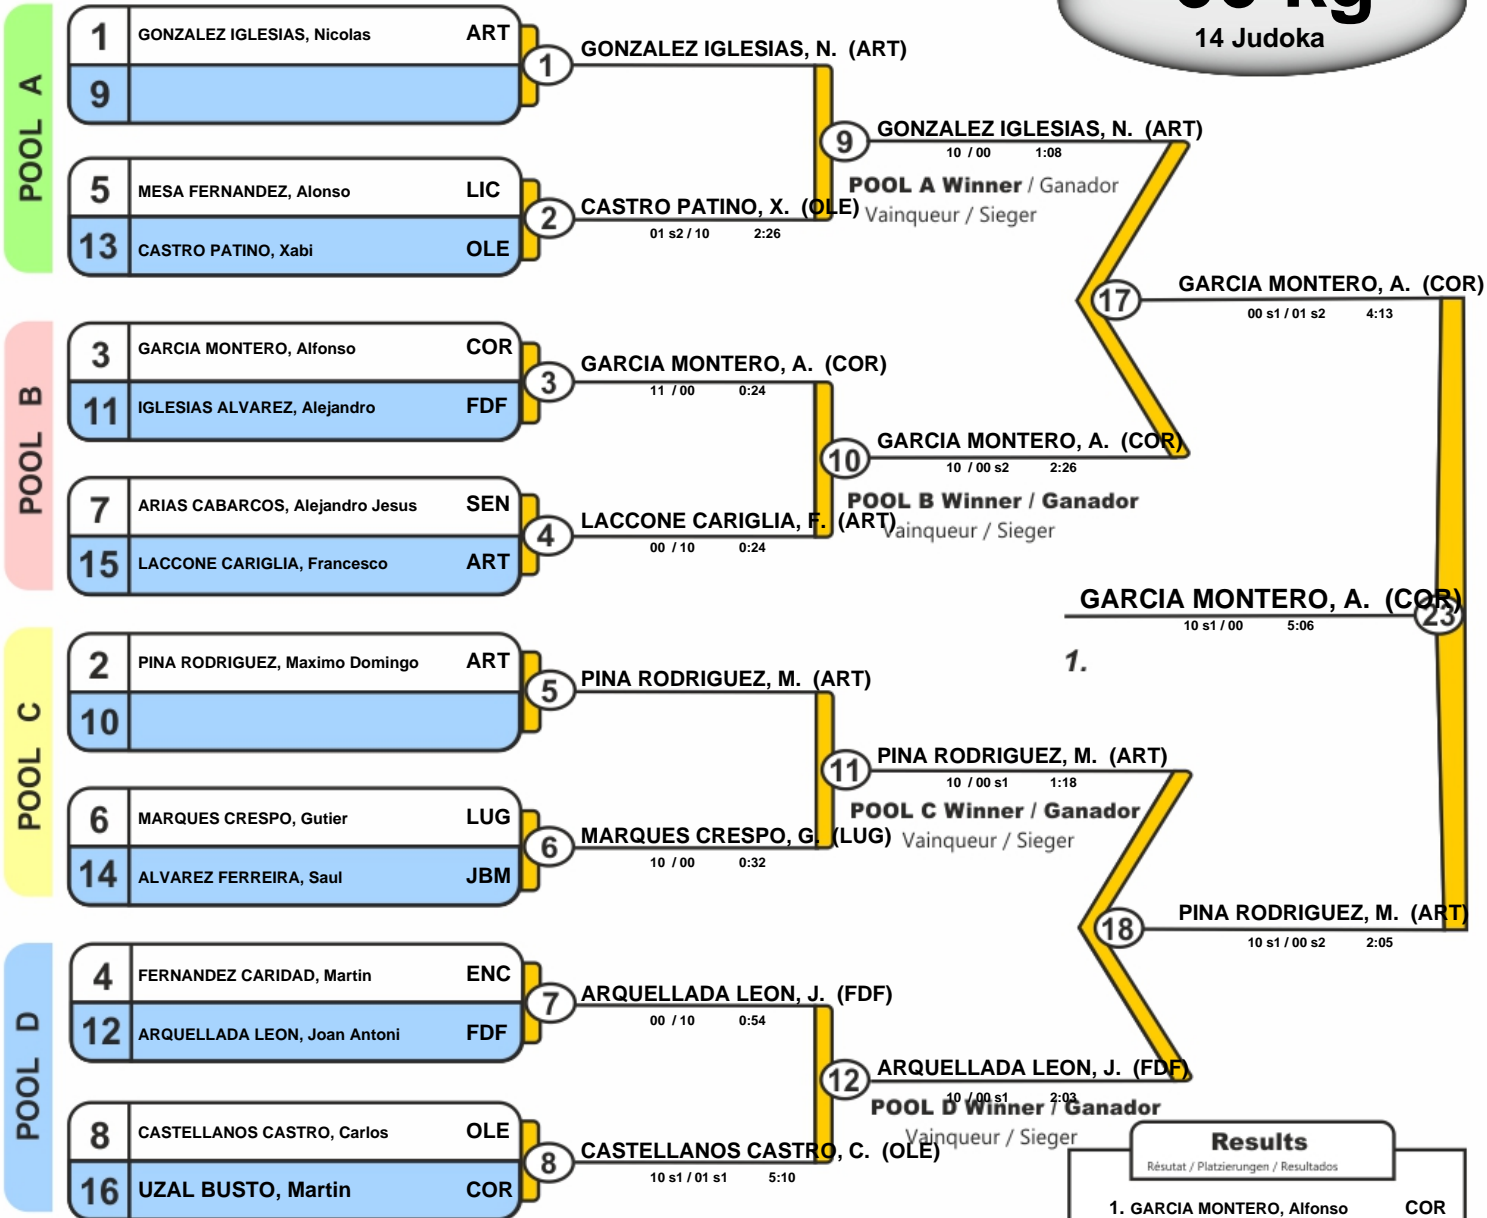 kg
14 Judoka
POOL A
1 GONZALEZ IGLESIAS, Nicolas ART
9
1 GONZALEZ IGLESIAS, N. (ART)
5 MESA FERNANDEZ, Alonso LIC
13 CASTRO PATINO, Xabi OLE
2 CASTRO PATINO, X. (OLE)
01 s2 / 10 2:26
9 GONZALEZ IGLESIAS, N. (ART)
10 / 00 1:08
POOL A Winner / Ganador
Vainqueur / Sieger
POOL B
3 GARCIA MONTERO, Alfonso COR
11 IGLESIAS ALVAREZ, Alejandro FDF
3 GARCIA MONTERO, A. (COR)
11 / 00 0:24
7 ARIAS CABARCOS, Alejandro Jesus SEN
15 LACCONE CARIGLIA, Francesco ART
4 LACCONE CARIGLIA, F. (ART)
00 / 10 0:24
10 GARCIA MONTERO, A. (COR)
10 / 00 s2 2:26
POOL B Winner / Ganador
Vainqueur / Sieger
17 GARCIA MONTERO, A. (COR)
00 s1 / 01 s2 4:13
GARCIA MONTERO, A. (COR) 23
10 s1 / 00 5:06
1.
POOL C
2 PINA RODRIGUEZ, Maximo Domingo ART
10
5 PINA RODRIGUEZ, M. (ART)
6 MARQUES CRESPO, Gutier LUG
14 ALVAREZ FERREIRA, Saul JBM
6 MARQUES CRESPO, G. (LUG)
10 / 00 0:32
11 PINA RODRIGUEZ, M. (ART)
10 / 00 s1 1:18
POOL C Winner / Ganador
Vainqueur / Sieger
18 PINA RODRIGUEZ, M. (ART)
10 s1 / 00 s2 2:05
POOL D
4 FERNANDEZ CARIDAD, Martin ENC
12 ARQUELLADA LEON, Joan Antoni FDF
7 ARQUELLADA LEON, J. (FDF)
00 / 10 0:54
8 CASTELLANOS CASTRO, Carlos OLE
16 UZAL BUSTO, Martin COR
8 CASTELLANOS CASTRO, C. (OLE)
10 s1 / 01 s1 5:10
12 ARQUELLADA LEON, J. (FDF)
10 / 00 s1 2:03
POOL D Winner / Ganador
Vainqueur / Sieger
Results
Résutat / Platzierungen / Resultados
1. GARCIA MONTERO, Alfonso COR